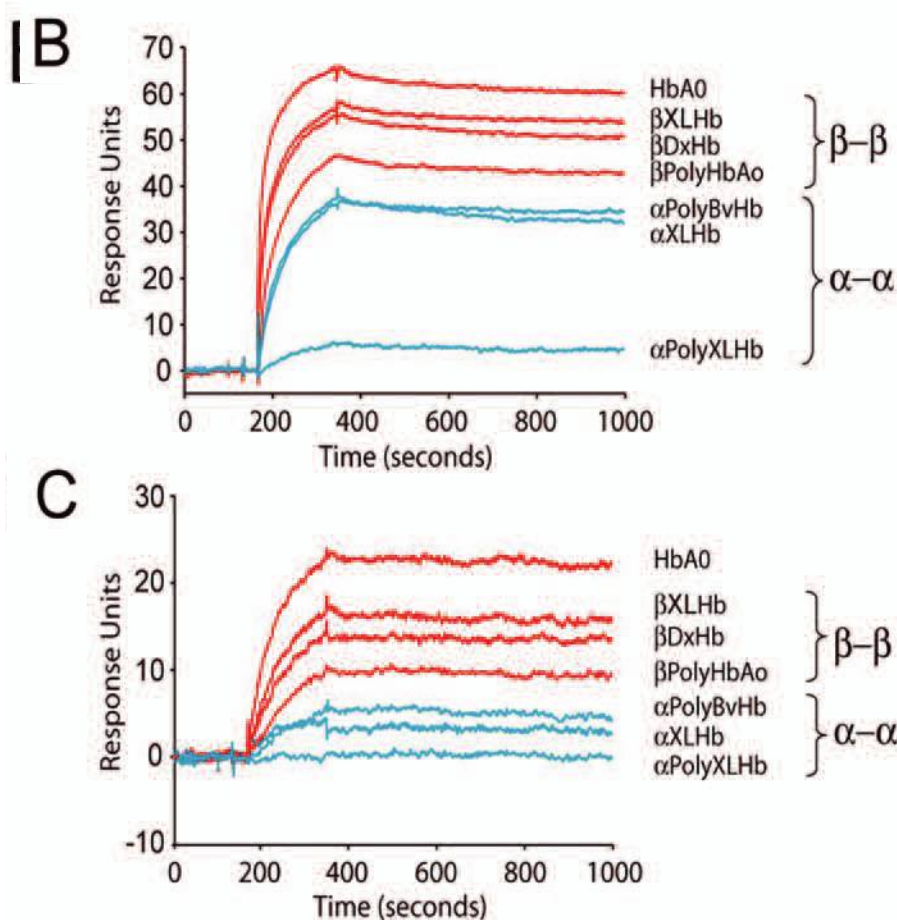 B
70
60
50
40
30
20
10
0
Response Units
0 200 400 600 800 1000
Time (seconds)
HbA0
βXLHb
βDxHb
βPolyHbAo
β–β
αPolyBvHb
αXLHb
αPolyXLHb
α–α
C
30
20
10
0
-10
Response Units
0 200 400 600 800 1000
Time (seconds)
HbA0
βXLHb
βDxHb
βPolyHbAo
β–β
αPolyBvHb
αXLHb
αPolyXLHb
α–α